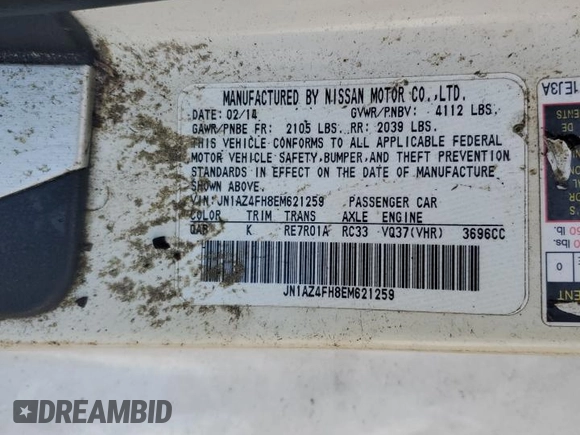 MANUFACTURED BY NISSAN MOTOR CO.,LTD.
DATE: 02/14 GVWR/PNBV: 4112 LBS.
GAWR/PNBE FR: 2105 LBS. RR: 2039 LBS.
THIS VEHICLE CONFORMS TO ALL APPLICABLE FEDERAL
MOTOR VEHICLE SAFETY,BUMPER,AND THEFT PREVENTION
STANDARDS IN EFFECT ON THE DATE OF MANUFACTURE
SHOWN ABOVE.
VIN: JN1AZ4FH8EM621259 PASSENGER CAR
COLOR TRIM TRANS AXLE ENGINE
QAB K RE7R01A RC33 VQ37(VHR) 3696CC
JN1AZ4FH8EM621259
1EJ3A
DE
0
DREAMBID